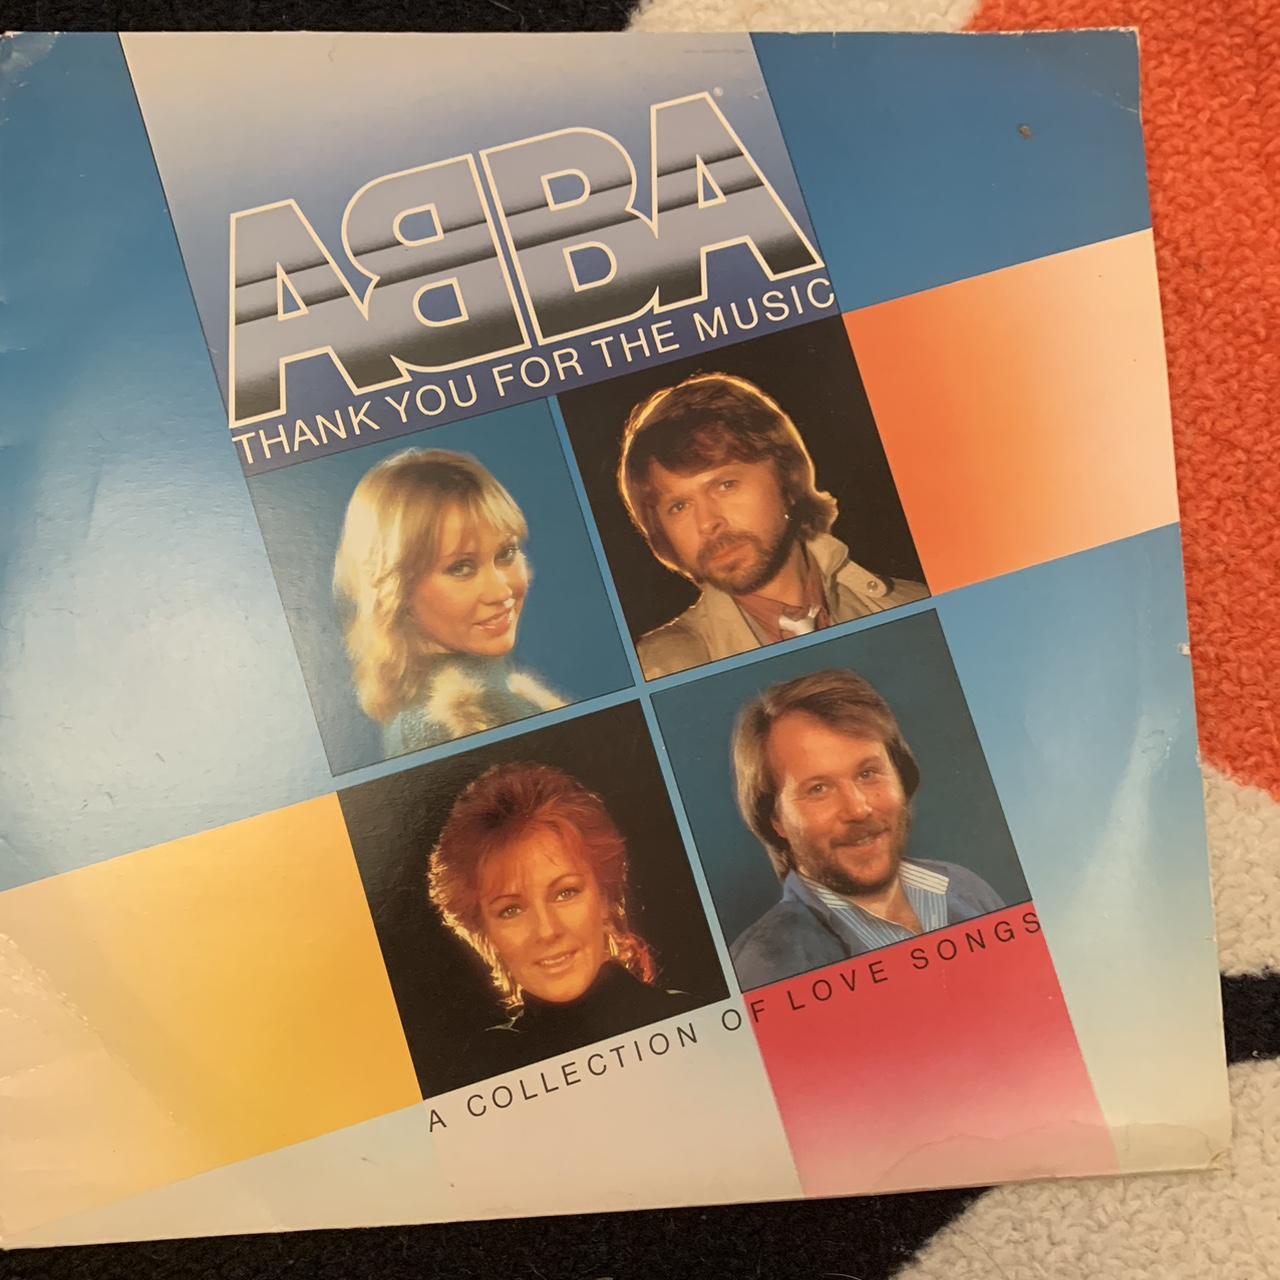 ABBA®
THANK YOU FOR THE MUSIC
A COLLECTION OF LOVE SONGS